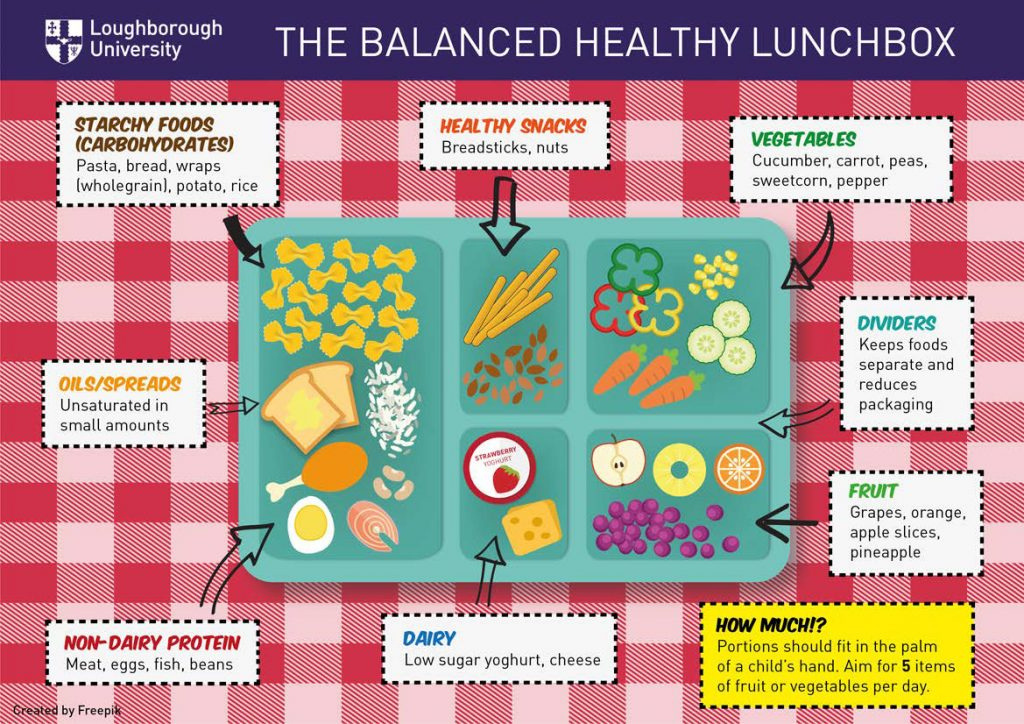 Loughborough
University
THE BALANCED HEALTHY LUNCHBOX
STARCHY FOODS
(CARBOHYDRATES)
Pasta, bread, wraps
(wholegrain), potato, rice
HEALTHY SNACKS
Breadsticks, nuts
VEGETABLES
Cucumber, carrot, peas,
sweetcorn, pepper
DIVIDERS
Keeps foods
separate and
reduces
packaging
OILS/SPREADS
Unsaturated in
small amounts
STRAWBERRY
YOGHURT
FRUIT
Grapes, orange,
apple slices,
pineapple
NON-DAIRY PROTEIN
Meat, eggs, fish, beans
DAIRY
Low sugar yoghurt, cheese
HOW MUCH!?
Portions should fit in the palm
of a child's hand. Aim for 5 items
of fruit or vegetables per day.
Created by Freepik